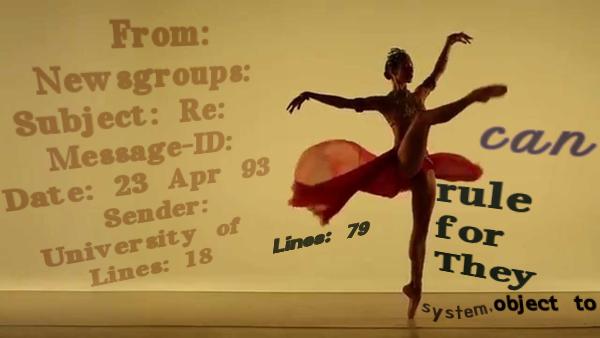 From:
Newsgroups:
Subject: Re:
Message-ID:
Date: 23 Apr 93
Sender:
University of
Lines: 18
Lines: 79
can
rule
for
They
system,
object to